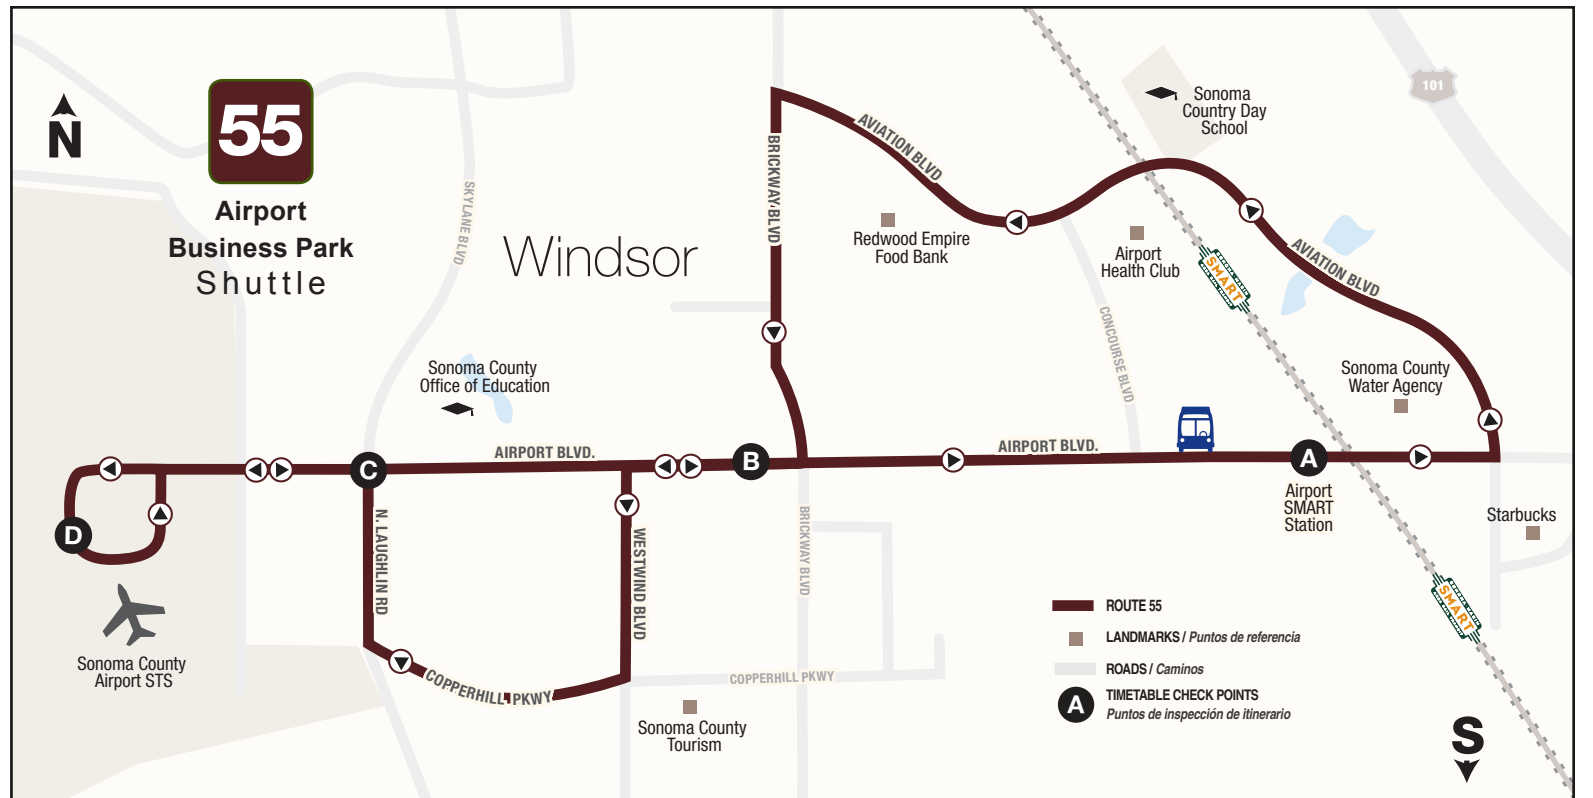 N
55
Airport
Business Park
Shuttle
Windsor
SKYLANE BLVD
BRICKWAY BLVD
AVIATION BLVD
Sonoma
Country Day
School
101
Redwood Empire
Food Bank
Airport
Health Club
SMART
AVIATION BLVD
CONCOURSE BLVD
Sonoma County
Office of Education
Sonoma County
Water Agency
AIRPORT BLVD.
AIRPORT BLVD.
A
B
C
D
Airport
SMART
Station
Starbucks
N. LAUGHLIN RD
WESTWIND BLVD
BRICKWAY BLVD
SMART
COPPERHILL PKWY
COPPERHILL PKWY
Sonoma County
Airport STS
Sonoma County
Tourism
ROUTE 55
LANDMARKS / Puntos de referencia
ROADS / Caminos
A
TIMETABLE CHECK POINTS
Puntos de inspección de itinerario
S